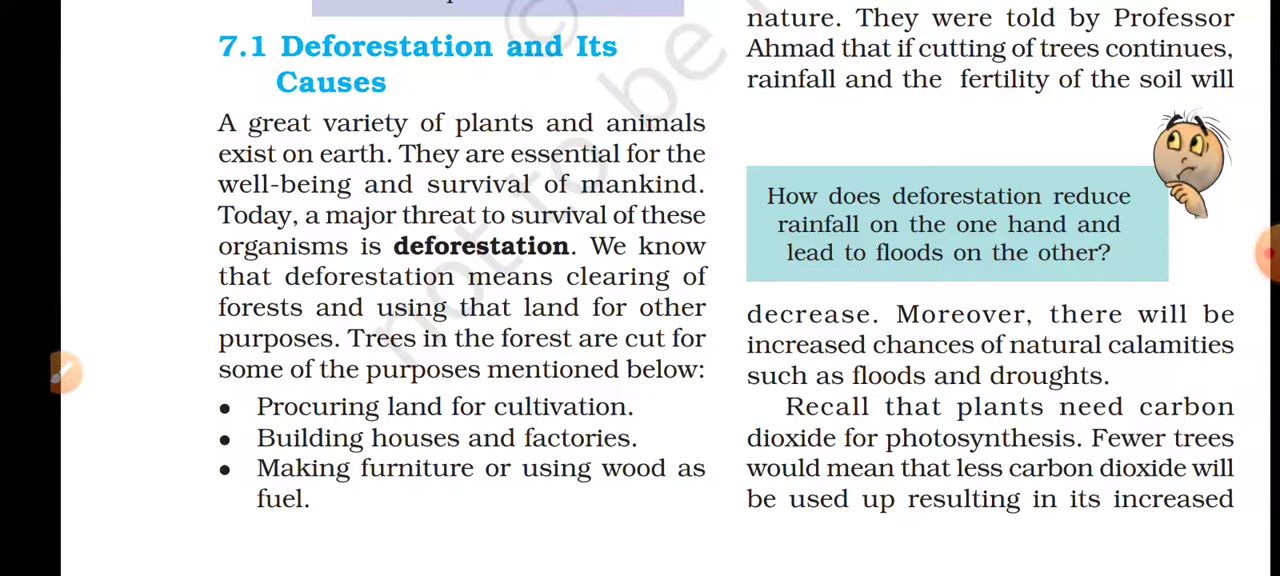 7.1 Deforestation and Its
Causes
A great variety of plants and animals
exist on earth. They are essential for the
well-being and survival of mankind.
Today, a major threat to survival of these
organisms is deforestation. We know
that deforestation means clearing of
forests and using that land for other
purposes. Trees in the forest are cut for
some of the purposes mentioned below:
• Procuring land for cultivation.
• Building houses and factories.
• Making furniture or using wood as
fuel.
nature. They were told by Professor
Ahmad that if cutting of trees continues,
rainfall and the fertility of the soil will
How does deforestation reduce
rainfall on the one hand and
lead to floods on the other?
decrease. Moreover, there will be
increased chances of natural calamities
such as floods and droughts.
Recall that plants need carbon
dioxide for photosynthesis. Fewer trees
would mean that less carbon dioxide will
be used up resulting in its increased
© not to be